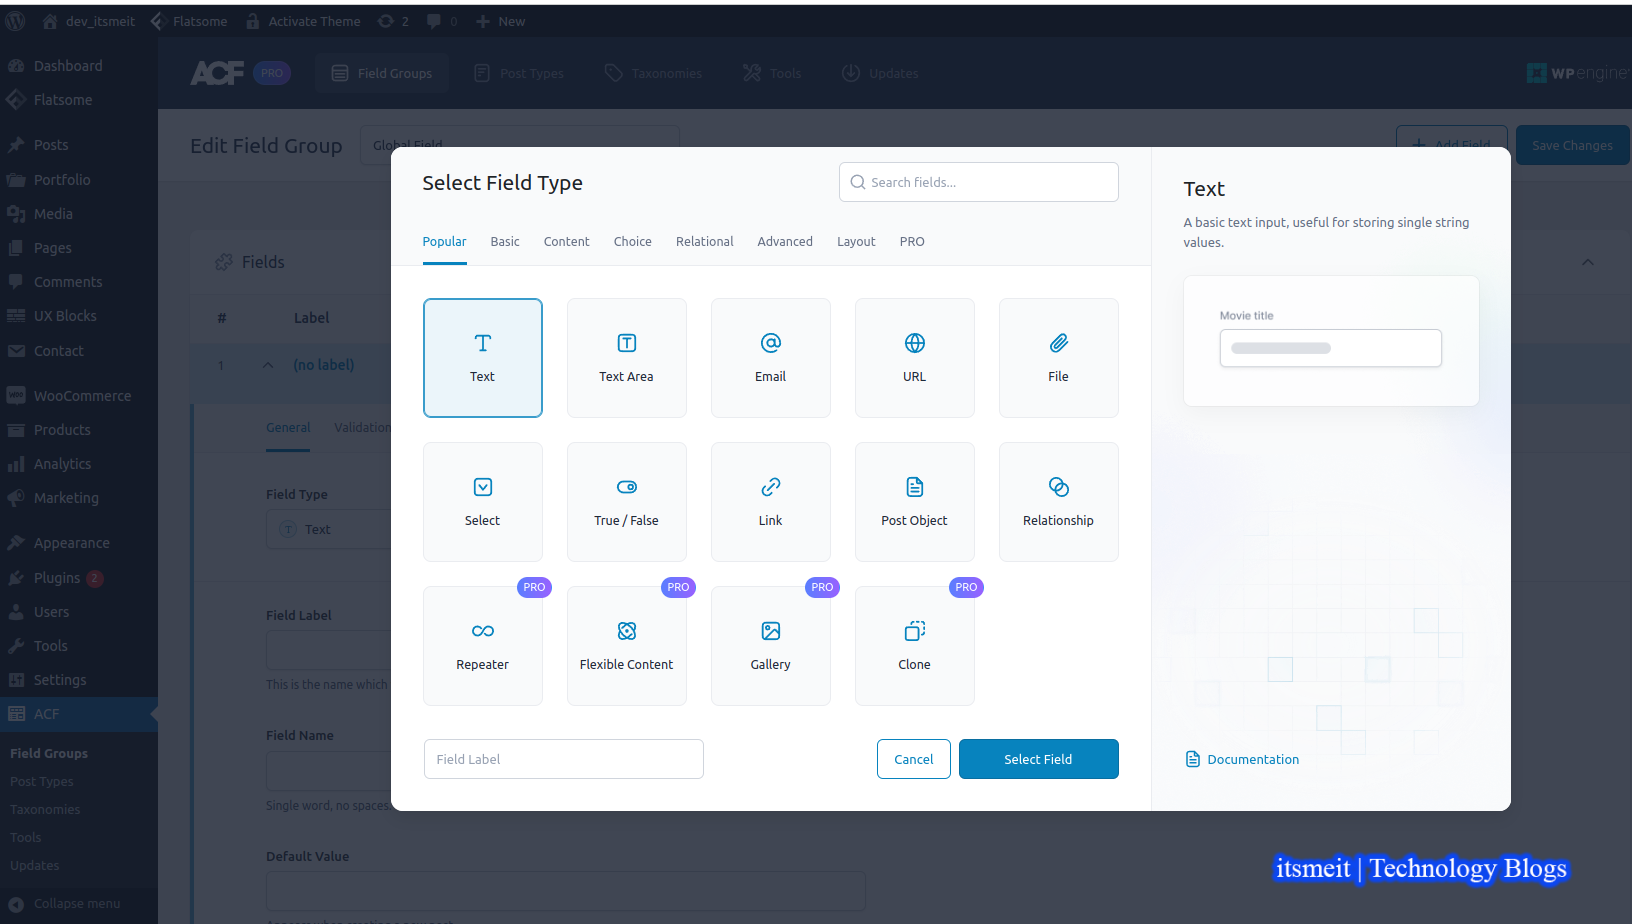 dev_itsmeit Flatsome Activate Theme 2 0 New
Dashboard
Flatsome
Posts
Portfolio
Media
Pages
Comments
UX Blocks
Contact
WooCommerce
Products
Analytics
Marketing
Appearance
Plugins 2
Users
Tools
Settings
ACF
Field Groups
Post Types
Taxonomies
Tools
Updates
Collapse menu
ACF PRO Field Groups Post Types Taxonomies Tools Updates WP engine
Edit Field Group Global Field Add Field Save Changes
Fields
# Label
1 (no label)
General Validation
Field Type
Text
Field Label
This is the name which
Field Name
Single word, no spaces.
Default Value
Appears when creating a new post
Select Field Type Search fields...
Popular Basic Content Choice Relational Advanced Layout PRO
Text Text Area Email URL File
Select True / False Link Post Object Relationship
PRO PRO PRO PRO
Repeater Flexible Content Gallery Clone
Field Label Cancel Select Field
Text
A basic text input, useful for storing single string
values.
Movie title
Documentation
itsmeit | Technology Blogs